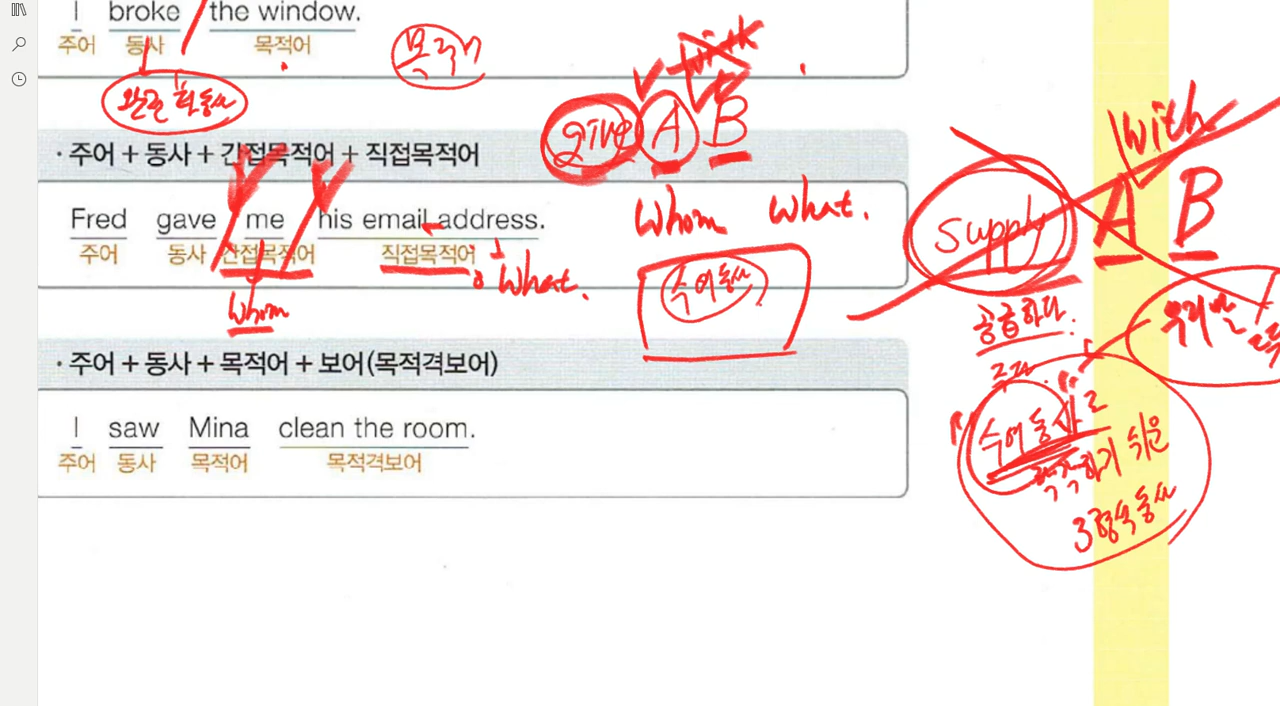 I broke the window.
주어 동사 목적어
완전 타동사
목적어
with
give A B
· 주어 + 동사 + 간접목적어 + 직접목적어
Fred gave me his email address.
주어 동사 간접목적어 직접목적어
whom
: What.
whom what.
수여동사
with
supply A B
공급하다.
주다.
우리말
"수여동사"로
착각하기 쉬운
3형식 동사
· 주어 + 동사 + 목적어 + 보어(목적격보어)
I saw Mina clean the room.
주어 동사 목적어 목적격보어